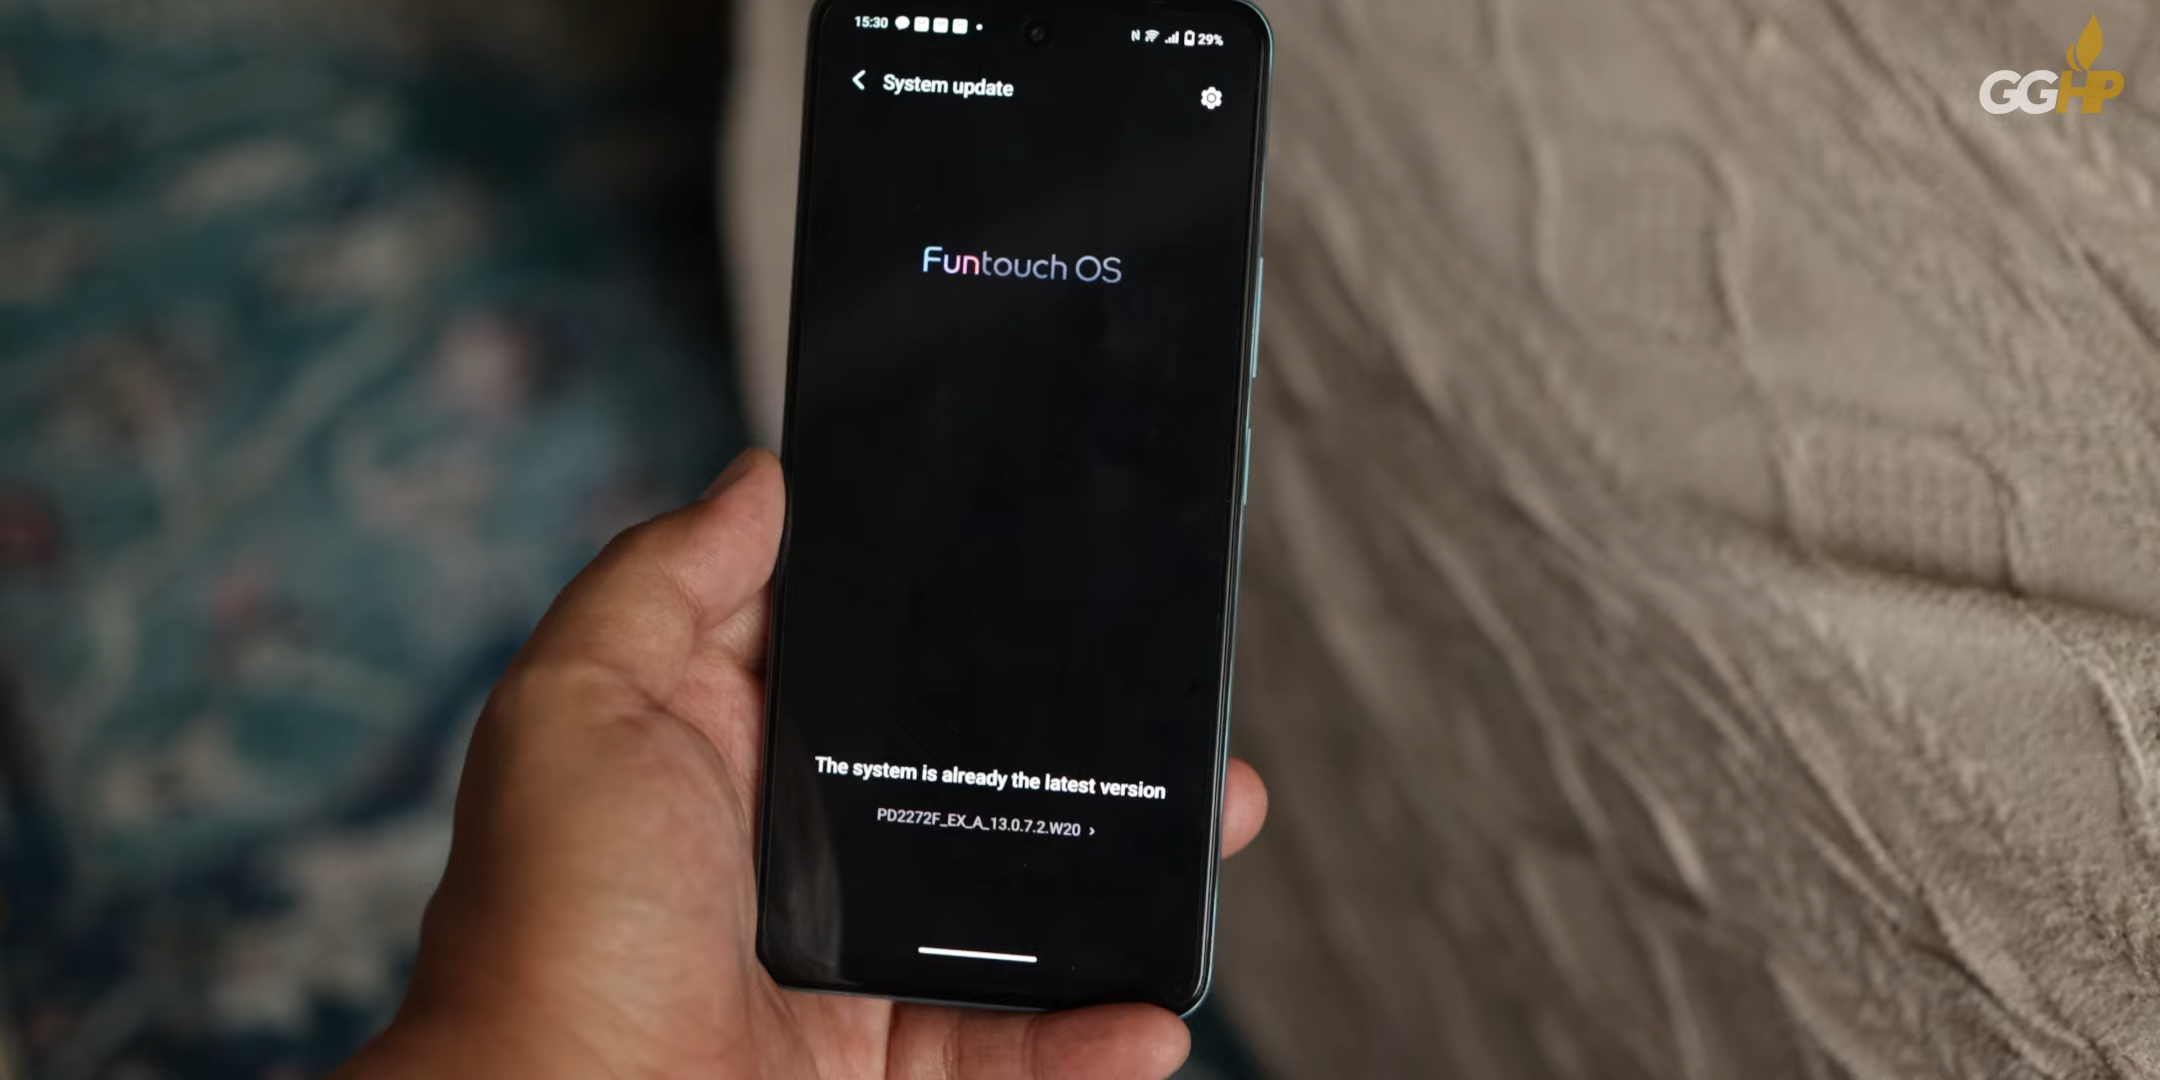 15:30
29%
System update
GGHP
Funtouch OS
The system is already the latest version
PD2272F_EX_A_13.0.7.2.W20 >